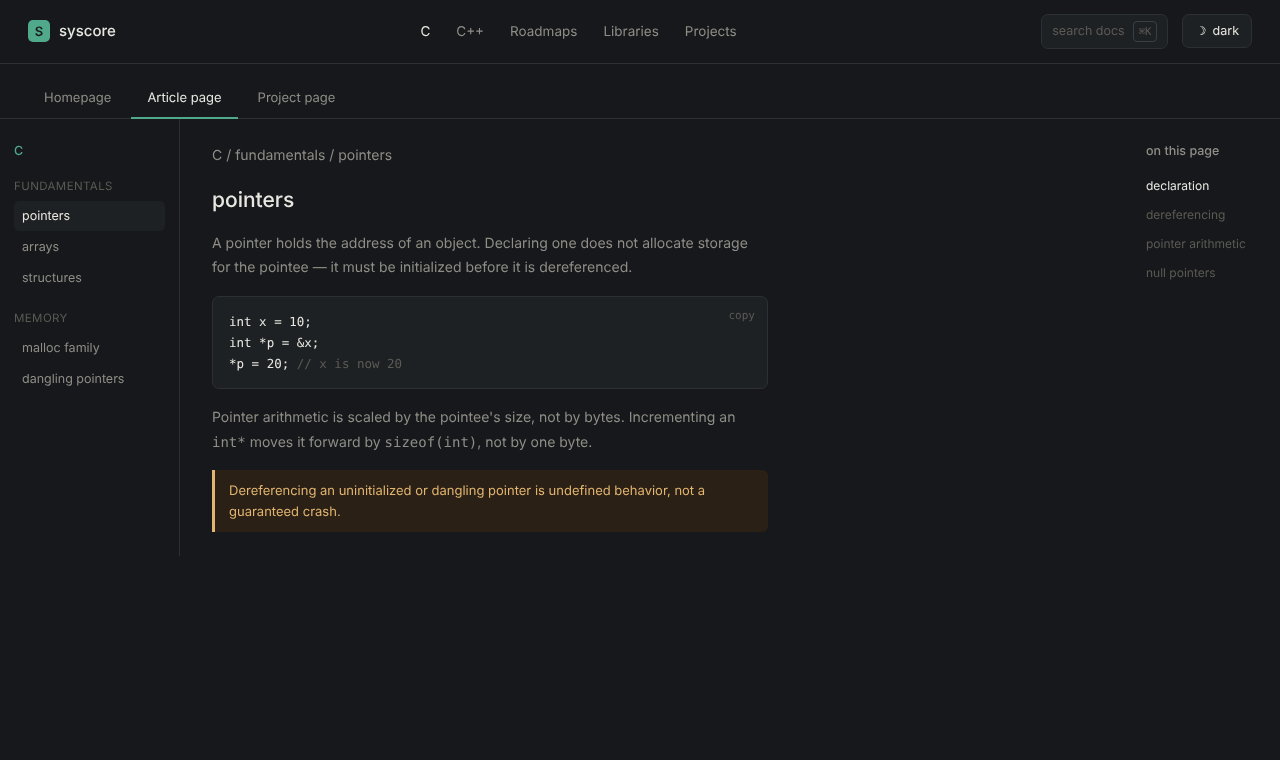 S syscore
C C++ Roadmaps Libraries Projects
search docs ⌘K
☽ dark
Homepage Article page Project page
C
FUNDAMENTALS
pointers
arrays
structures
MEMORY
malloc family
dangling pointers
C / fundamentals / pointers
pointers
A pointer holds the address of an object. Declaring one does not allocate storage
for the pointee — it must be initialized before it is dereferenced.
copy
int x = 10;
int *p = &x;
*p = 20; // x is now 20
Pointer arithmetic is scaled by the pointee's size, not by bytes. Incrementing an
int* moves it forward by sizeof(int), not by one byte.
Dereferencing an uninitialized or dangling pointer is undefined behavior, not a
guaranteed crash.
on this page
declaration
dereferencing
pointer arithmetic
null pointers